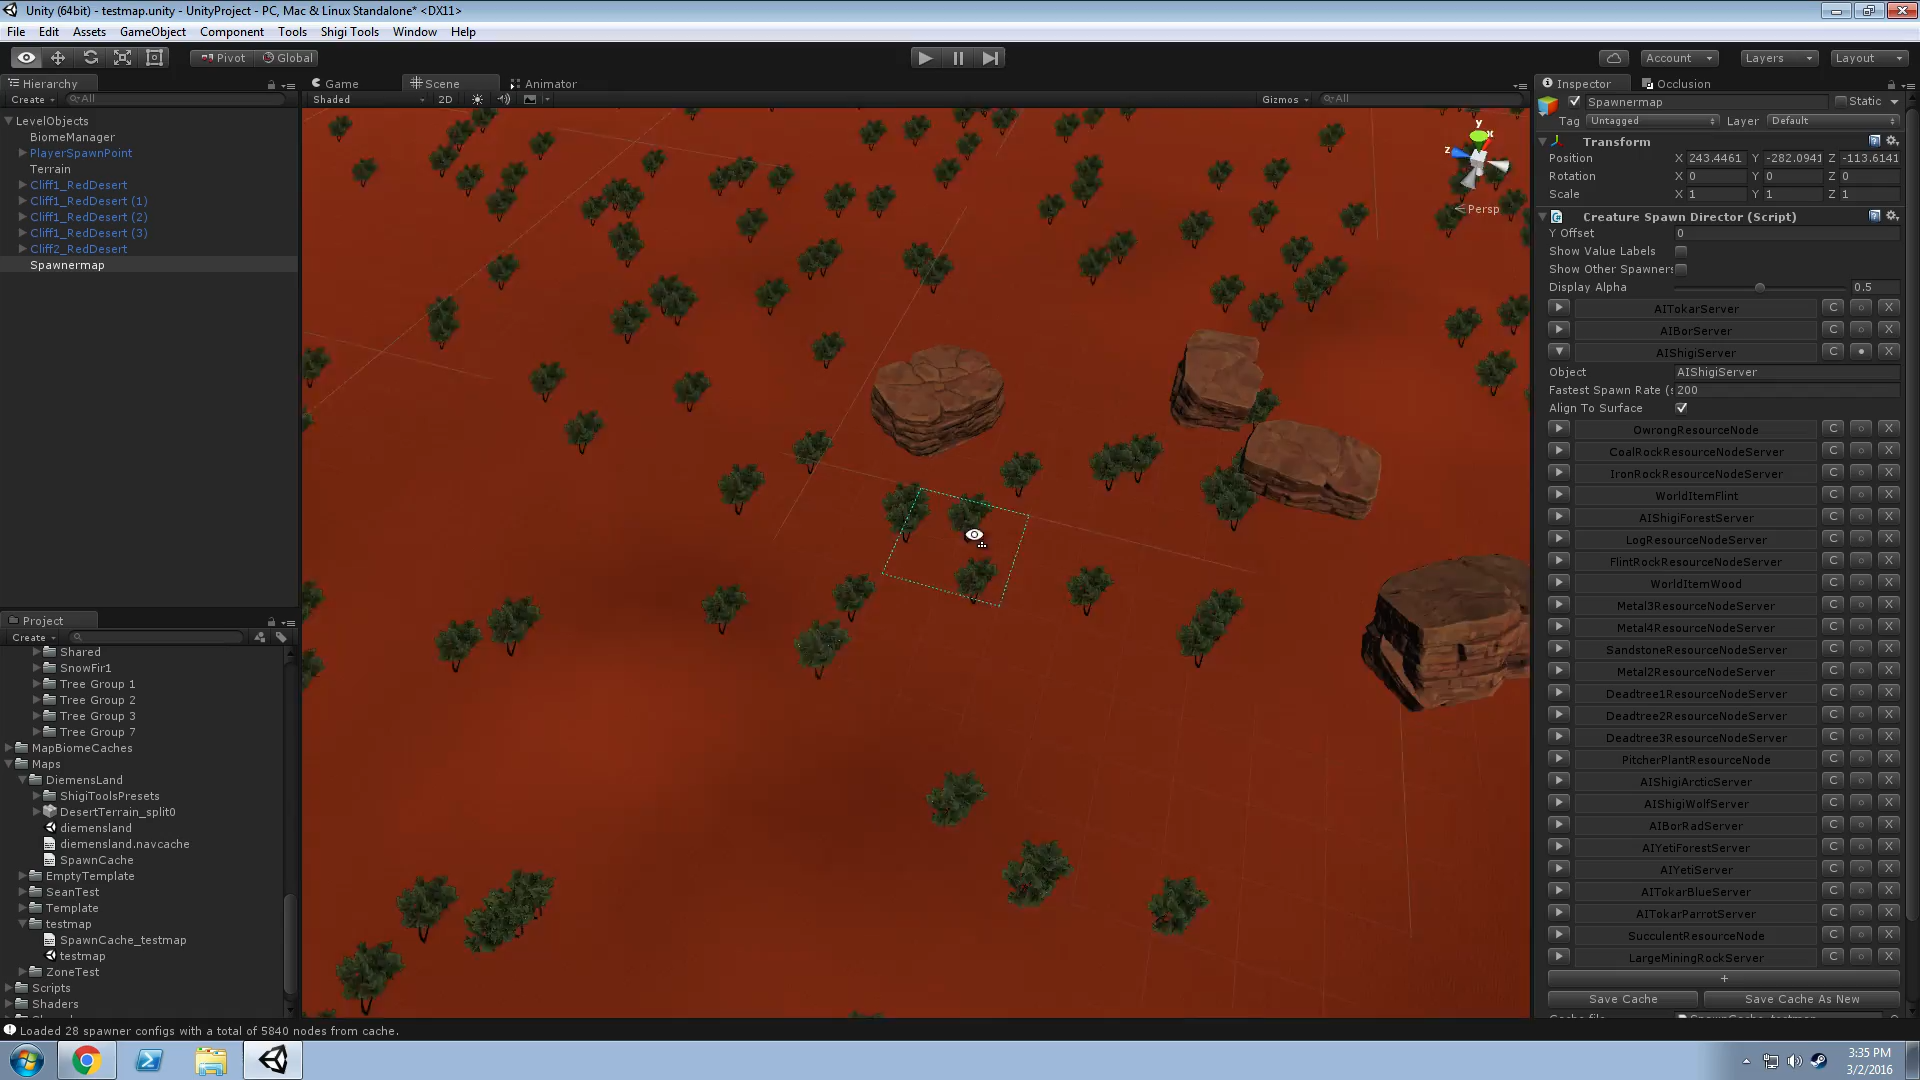 Unity (64bit) - testmap.unity - UnityProject - PC, Mac & Linux Standalone* <DX11>
File Edit Assets GameObject Component Tools Shigi Tools Window Help
Pivot Global Account Layers Layout
Hierarchy
Create All
LevelObjects
BiomeManager
PlayerSpawnPoint
Terrain
Cliff1_RedDesert
Cliff1_RedDesert (1)
Cliff1_RedDesert (2)
Cliff1_RedDesert (3)
Cliff2_RedDesert
Spawnermap
Project
Create
Shared
SnowFir1
Tree Group 1
Tree Group 2
Tree Group 3
Tree Group 7
MapBiomeCaches
Maps
DiemensLand
ShigiToolsPresets
DesertTerrain_split0
diemensland
diemensland.navcache
SpawnCache
EmptyTemplate
SeanTest
Template
testmap
SpawnCache_testmap
testmap
ZoneTest
Scripts
Shaders
Game Scene Animator
Shaded 2D Gizmos All
y
x
z
Persp
Inspector Occlusion
Spawnermap Static
Tag Untagged Layer Default
Transform
Position X 243.4461 Y -282.0941 Z -113.6141
Rotation X 0 Y 0 Z 0
Scale X 1 Y 1 Z 1
Creature Spawn Director (Script)
Y Offset 0
Show Value Labels
Show Other Spawners
Display Alpha 0.5
AITokarServer C X
AIBorServer C X
AIShigiServer C X
Object AIShigiServer
Fastest Spawn Rate (s 200
Align To Surface
OwrongResourceNode C X
CoalRockResourceNodeServer C X
IronRockResourceNodeServer C X
WorldItemFlint C X
AIShigiForestServer C X
LogResourceNodeServer C X
FlintRockResourceNodeServer C X
WorldItemWood C X
Metal3ResourceNodeServer C X
Metal4ResourceNodeServer C X
SandstoneResourceNodeServer C X
Metal2ResourceNodeServer C X
Deadtree1ResourceNodeServer C X
Deadtree2ResourceNodeServer C X
Deadtree3ResourceNodeServer C X
PitcherPlantResourceNode C X
AIShigiArcticServer C X
AIShigiWolfServer C X
AIBorRadServer C X
AIYetiForestServer C X
AIYetiServer C X
AITokarBlueServer C X
AITokarParrotServer C X
SucculentResourceNode C X
LargeMiningRockServer C X
+
Save Cache Save Cache As New
Loaded 28 spawner configs with a total of 5840 nodes from cache.
3:35 PM
3/2/2016